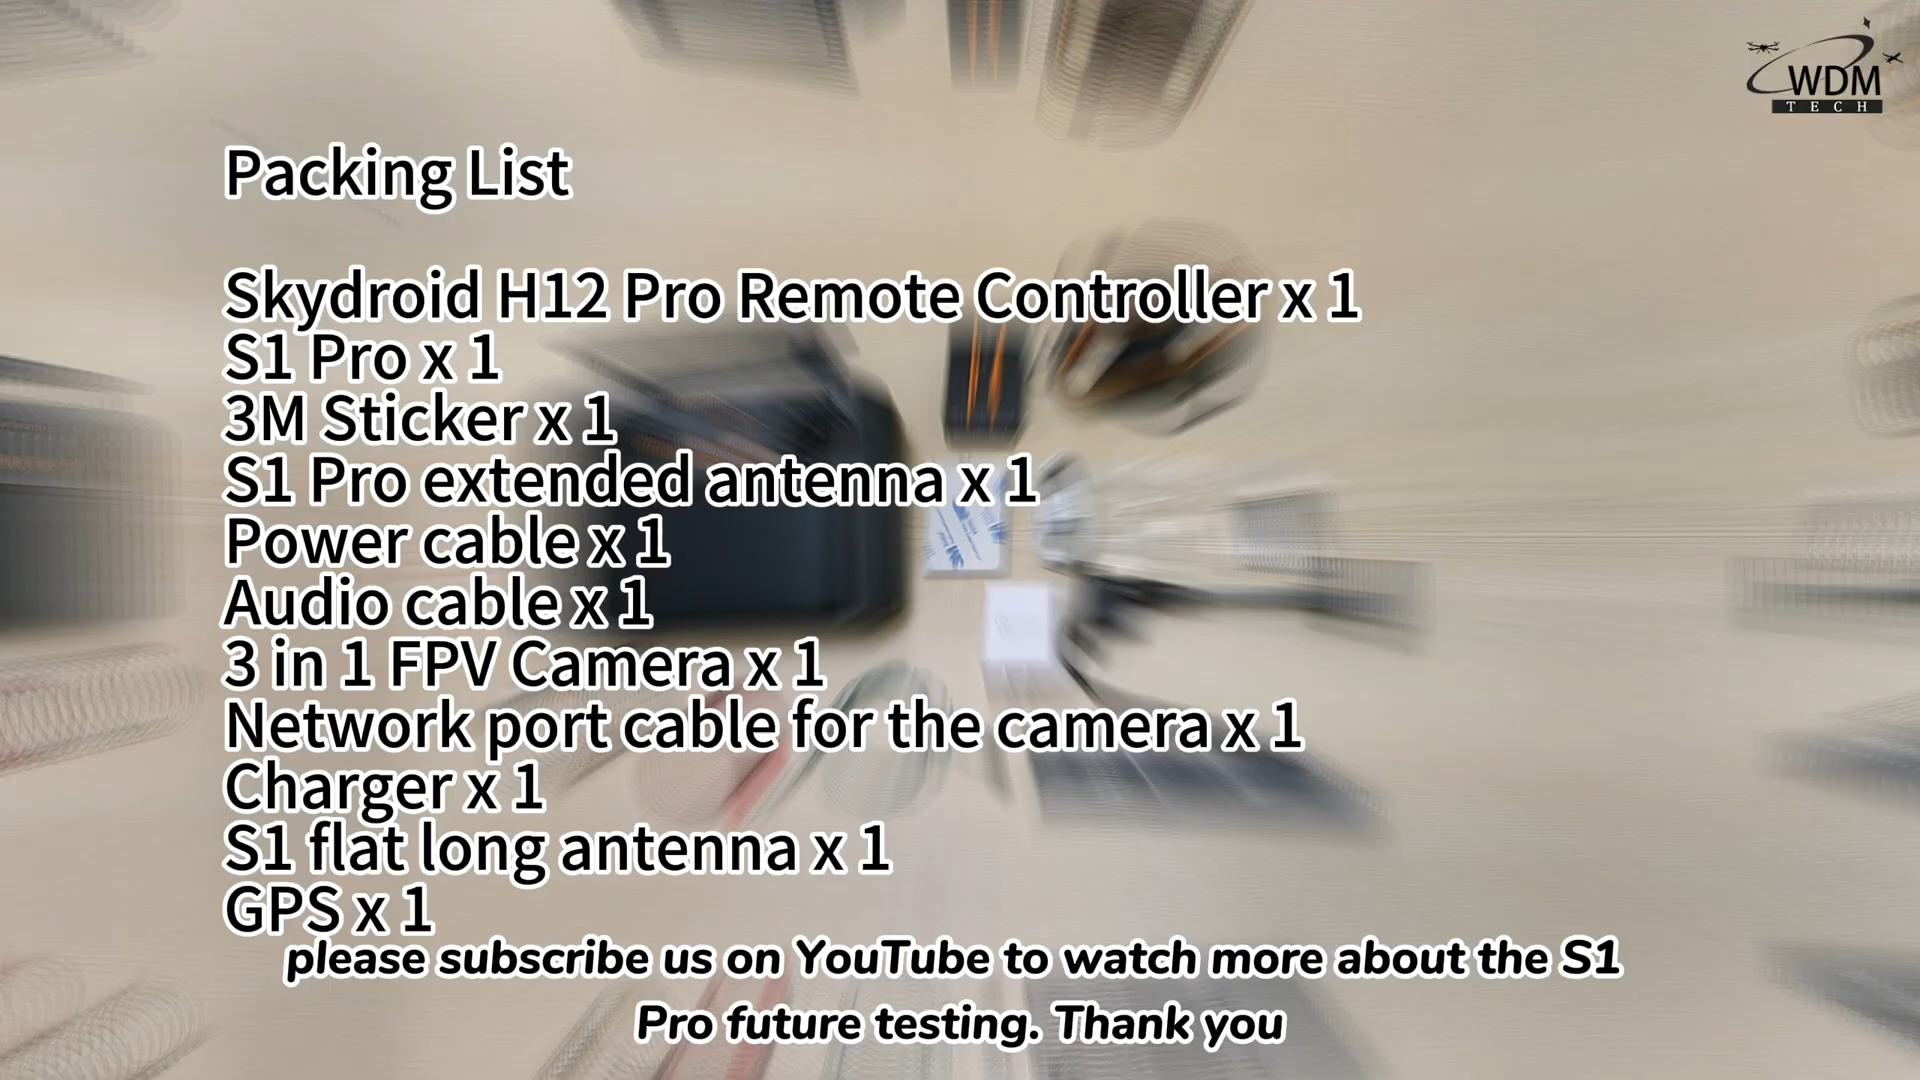 WDM
TECH
Packing List
Skydroid H12 Pro Remote Controller x 1
S1 Pro x 1
3M Sticker x 1
S1 Pro extended antenna x 1
Power cable x 1
Audio cable x 1
3 in 1 FPV Camera x 1
Network port cable for the camera x 1
Charger x 1
S1 flat long antenna x 1
GPS x 1
please subscribe us on YouTube to watch more about the S1
Pro future testing. Thank you